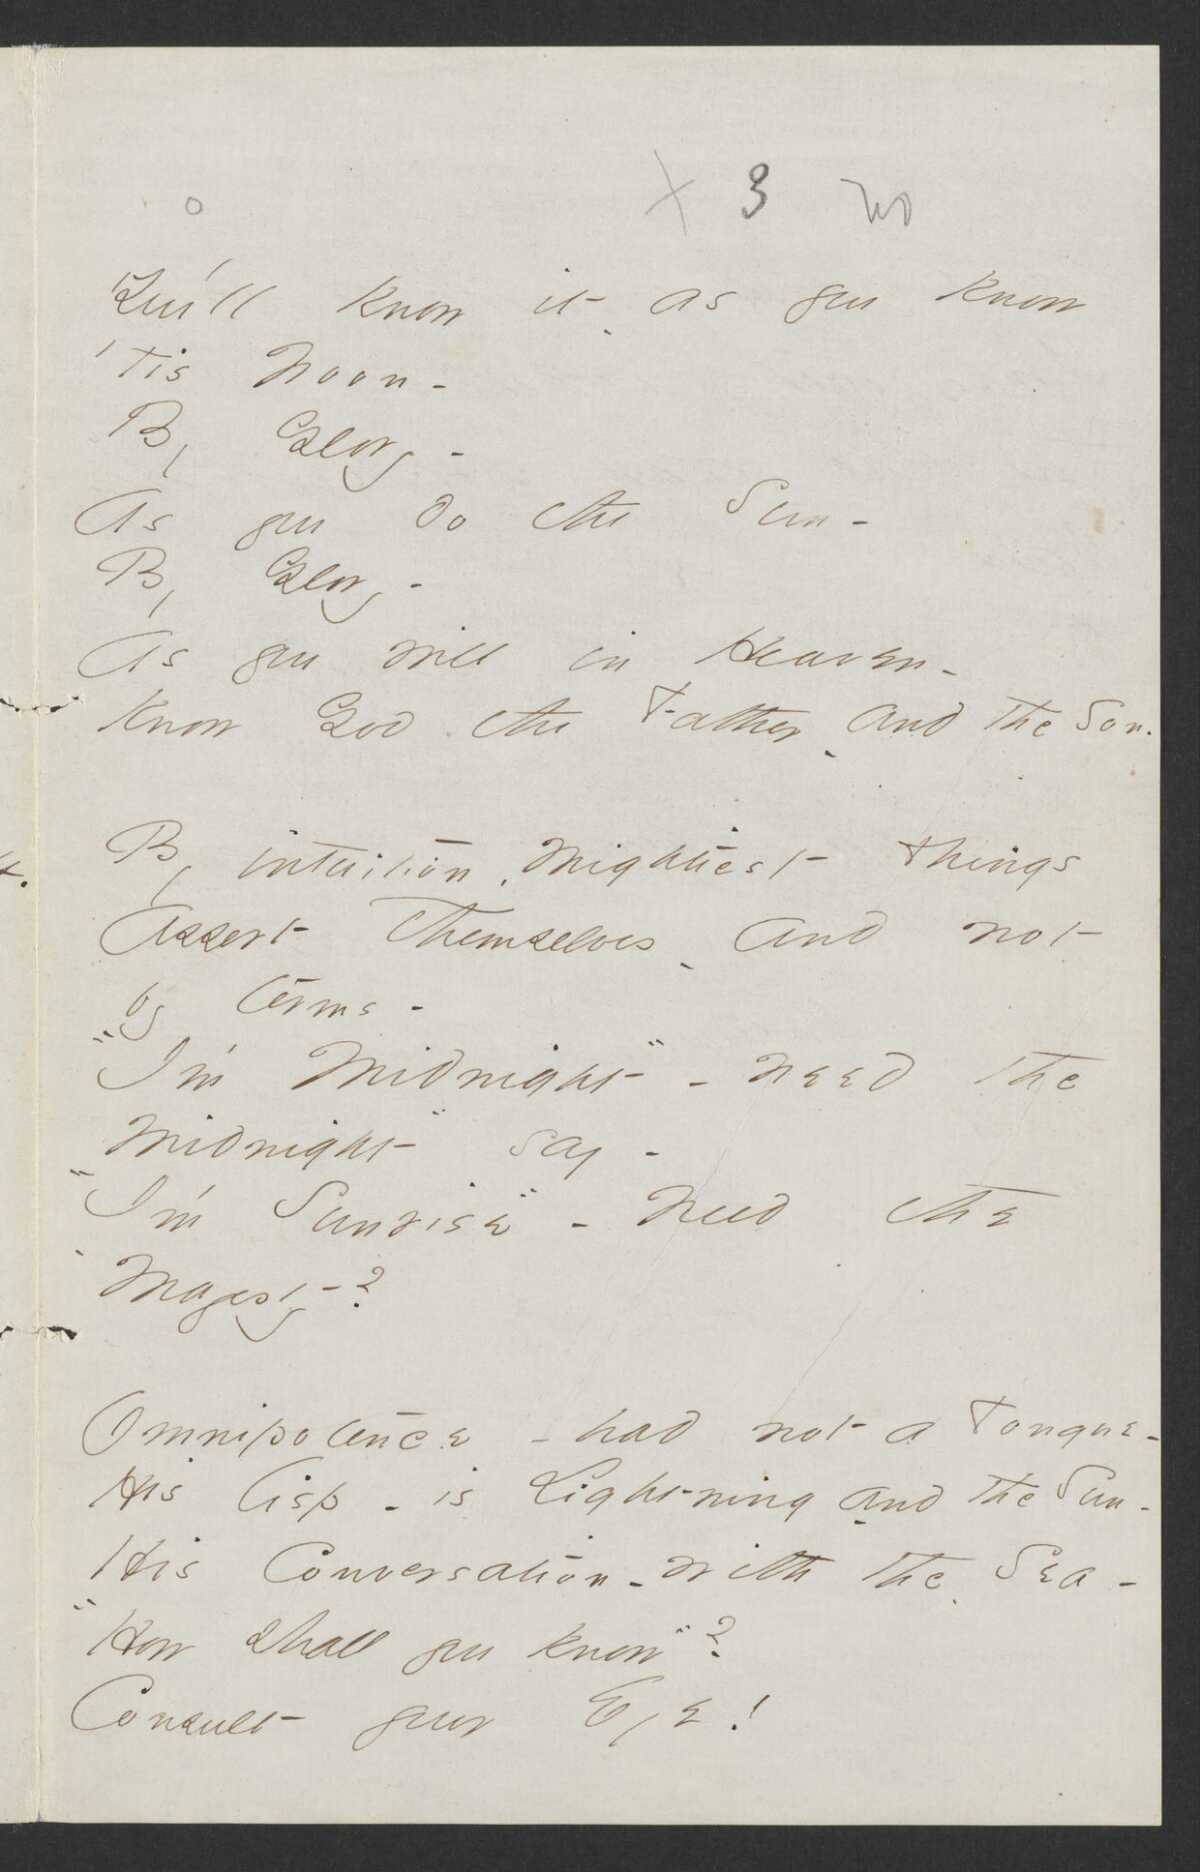 x 3 no
You'll know it - as you know
'tis Noon -
By Glory -
As you do the Sun -
By Glory -
As you will in Heaven -
Know God the Father - and the Son.
By intuition, Mightiest Things
Assert themselves - and not
by terms -
"I'm Midnight" - need the
Midnight say -
"I'm Sunrise" - Need the
Majesty?
Omnipotence - had not a Tongue -
His lisp - is Lightning - and the Sun -
His Conversation - with the Sea -
"How shall you know"?
Consult your Eye!